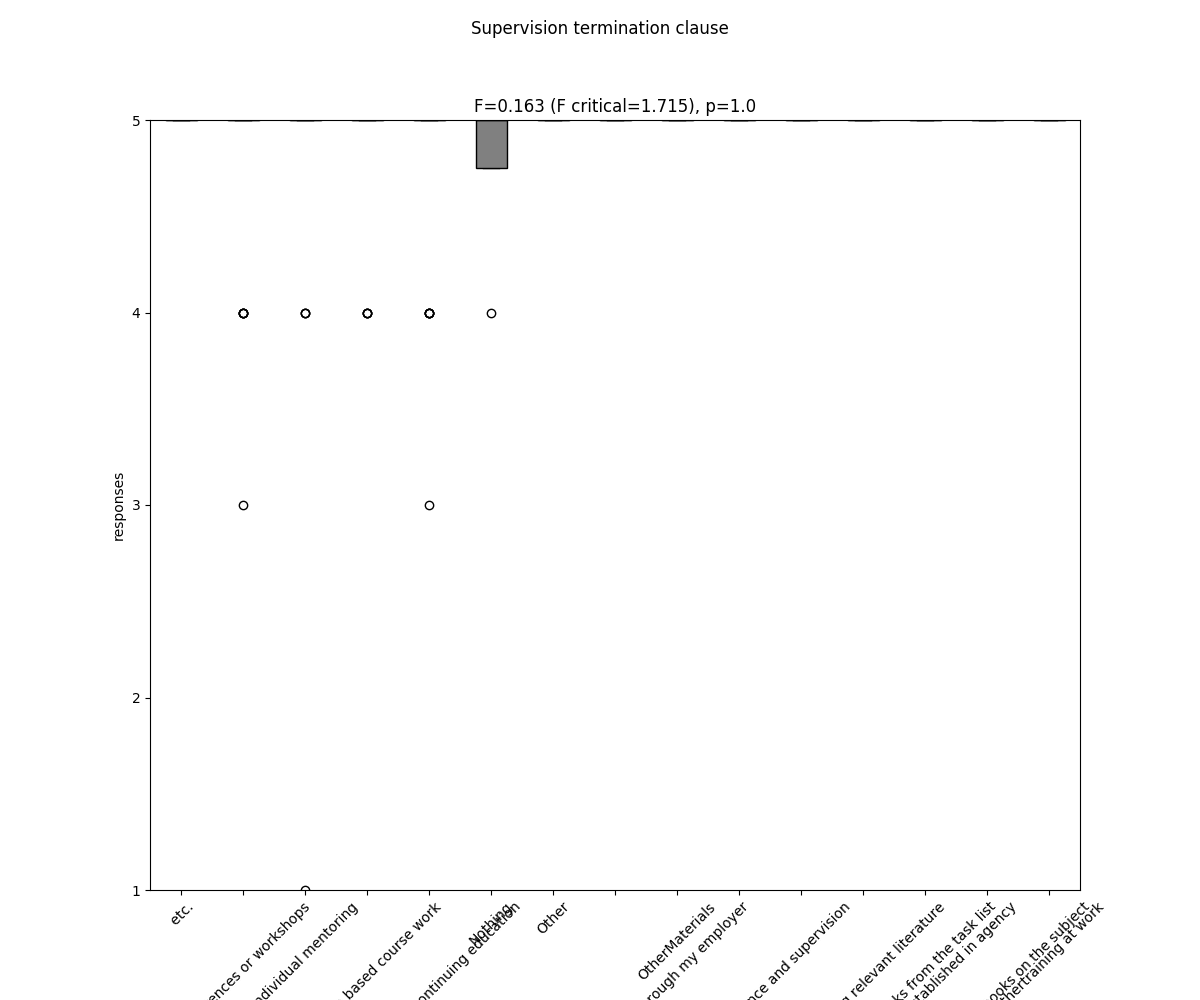 Supervision termination clause
F=0.163 (F critical=1.715), p=1.0
5
4
3
2
1
responses
etc.
ences or workshops
ndividual mentoring
based course work
ontinuing education
Nothing
Other
OtherMaterials
rough my employer
nce and supervision
g relevant literature
ks from the task list
tablished in agency
ooks on the subject
hertraining at work